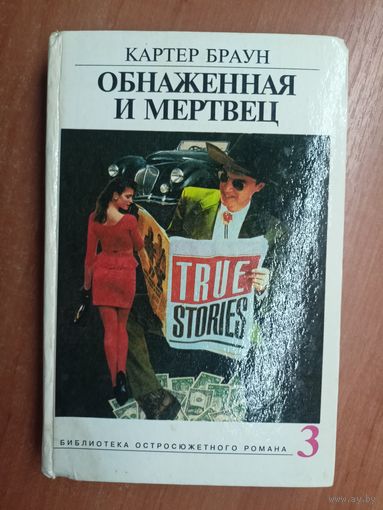 КАРТЕР БРАУН
ОБНАЖЕННАЯ
И МЕРТВЕЦ
TRUE
STORIES
БИБЛИОТЕКА ОСТРОСЮЖЕТНОГО РОМАНА 3
www.ay.by